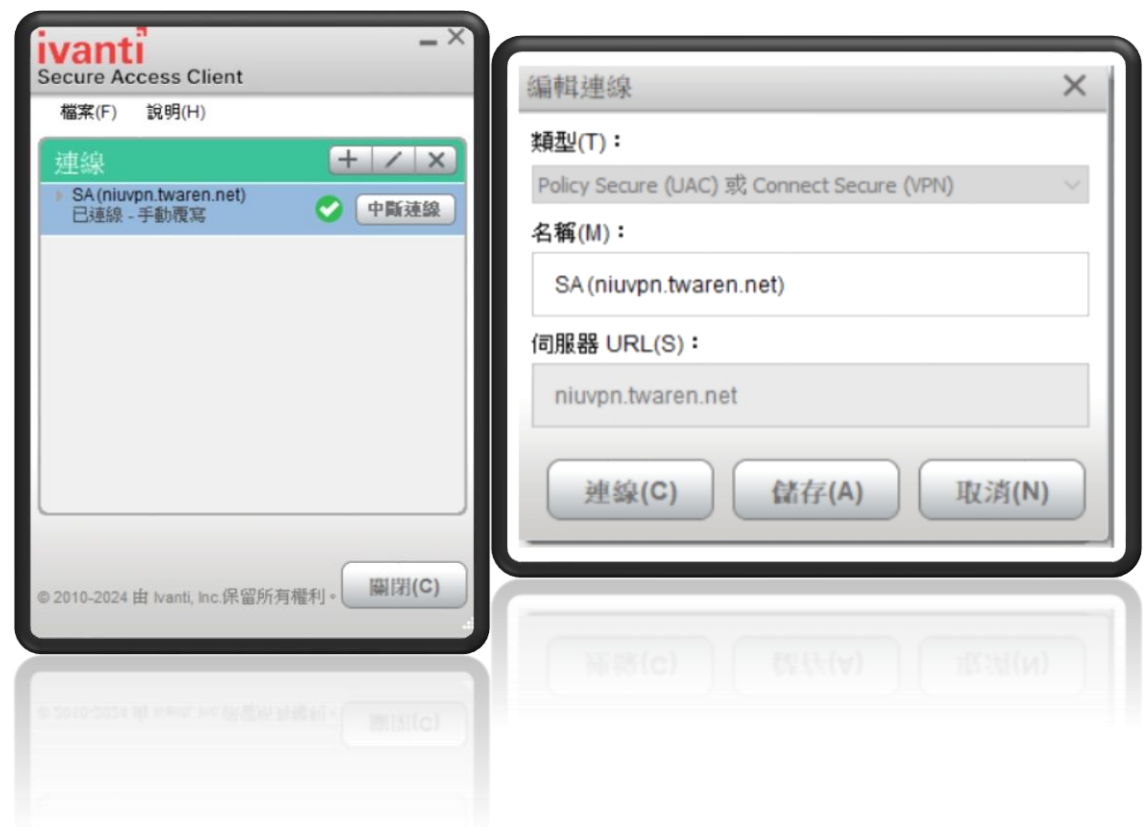 ivanti
Secure Access Client
檔案(F) 說明(H)
連線
SA (niuvpn.twaren.net)
已連線 - 手動覆寫
中斷連線
© 2010-2024 由 Ivanti, Inc.保留所有權利。
關閉(C)
編輯連線
類型(T)：
Policy Secure (UAC) 或 Connect Secure (VPN)
名稱(M)：
SA (niuvpn.twaren.net)
伺服器 URL(S)：
niuvpn.twaren.net
連線(C) 儲存(A) 取消(N)